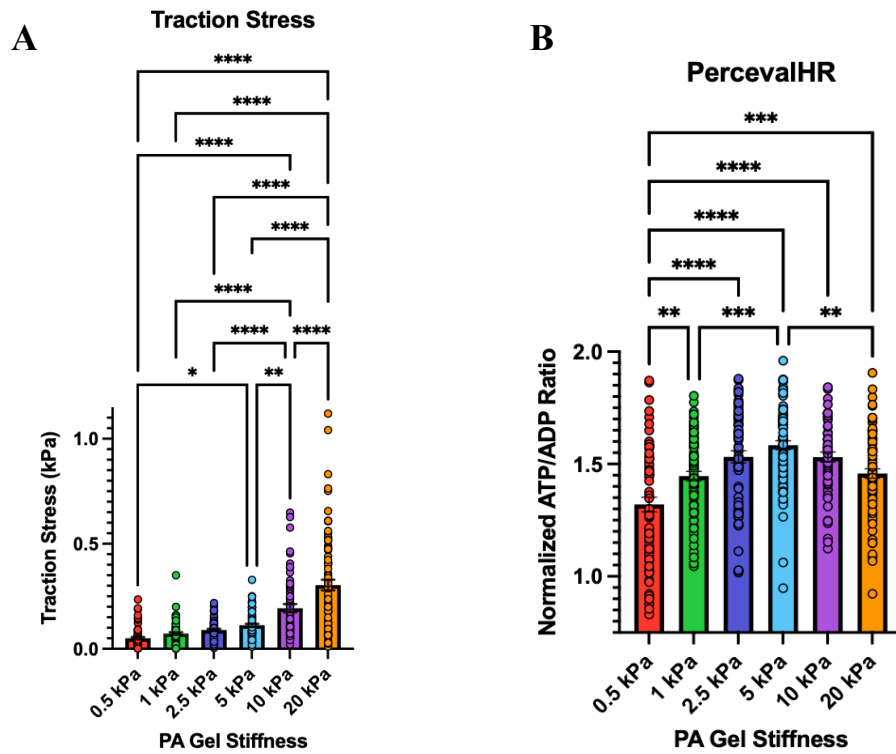 A
Traction Stress
****
****
****
****
****
****
**** ****
* **
Traction Stress (kPa)
1.0
0.5
0.0
0.5 kPa
1 kPa
2.5 kPa
5 kPa
10 kPa
20 kPa
PA Gel Stiffness
B
PercevalHR
***
****
****
****
** *** **
Normalized ATP/ADP Ratio
2.0
1.5
1.0
0.5 kPa
1 kPa
2.5 kPa
5 kPa
10 kPa
20 kPa
PA Gel Stiffness